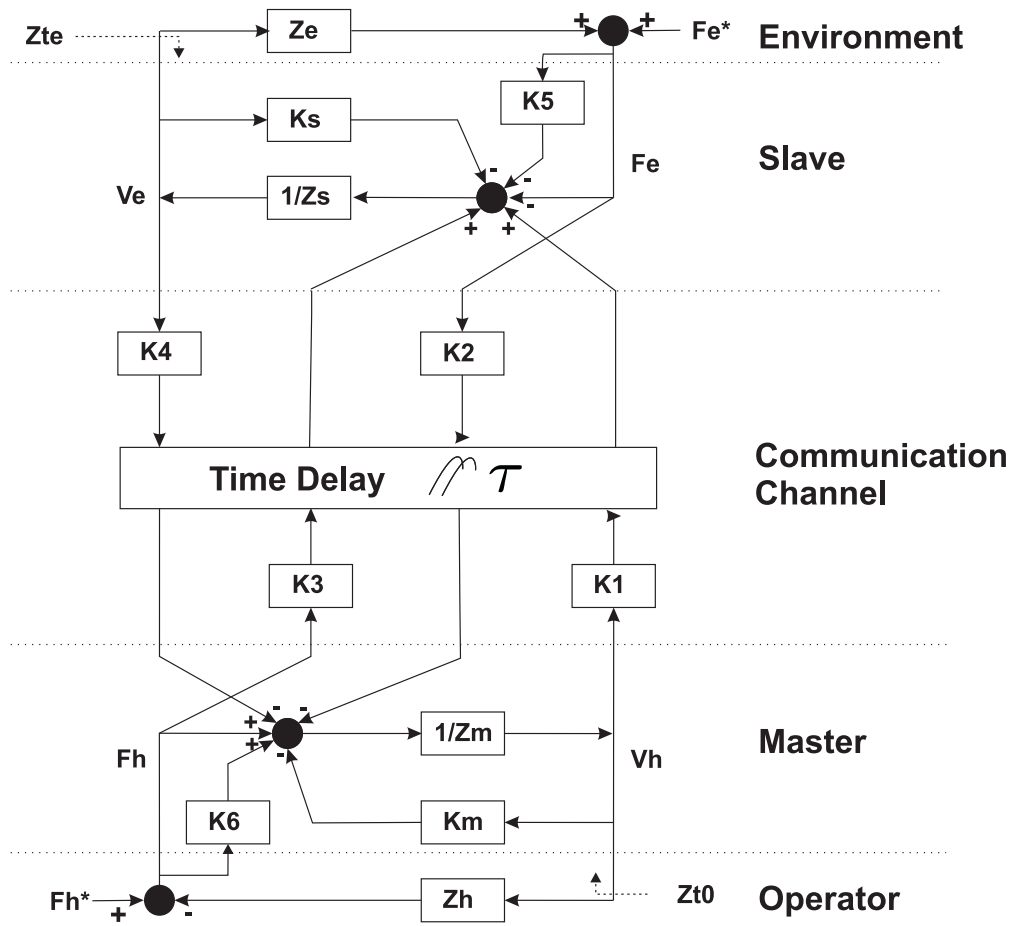 Zte
Ze
+ +
Fe*
Environment
K5
Ks
-
-
Fe
Slave
Ve
1/Zs
-
+ +
K4
K2
Time Delay τ
Communication
Channel
K3
K1
- -
+
+
-
1/Zm
Fh
Vh
Master
K6
Km
Fh*
+
-
Zh
Zt0
Operator